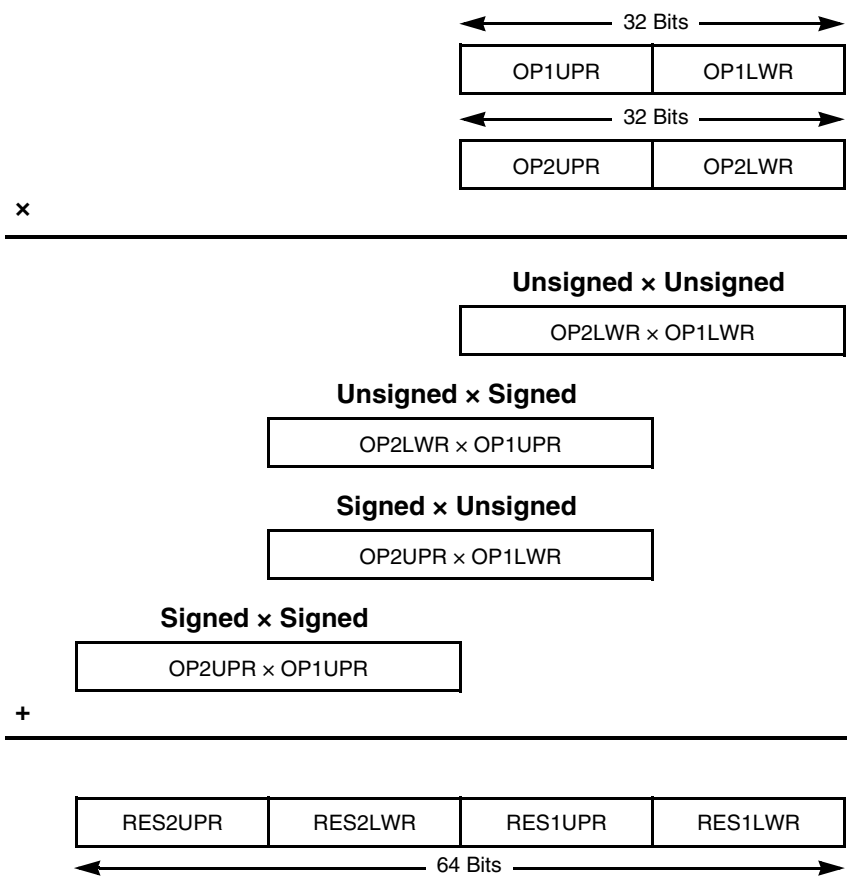 32 Bits
OP1UPR OP1LWR
32 Bits
OP2UPR OP2LWR
×
Unsigned × Unsigned
OP2LWR × OP1LWR
Unsigned × Signed
OP2LWR × OP1UPR
Signed × Unsigned
OP2UPR × OP1LWR
Signed × Signed
OP2UPR × OP1UPR
+
RES2UPR RES2LWR RES1UPR RES1LWR
64 Bits